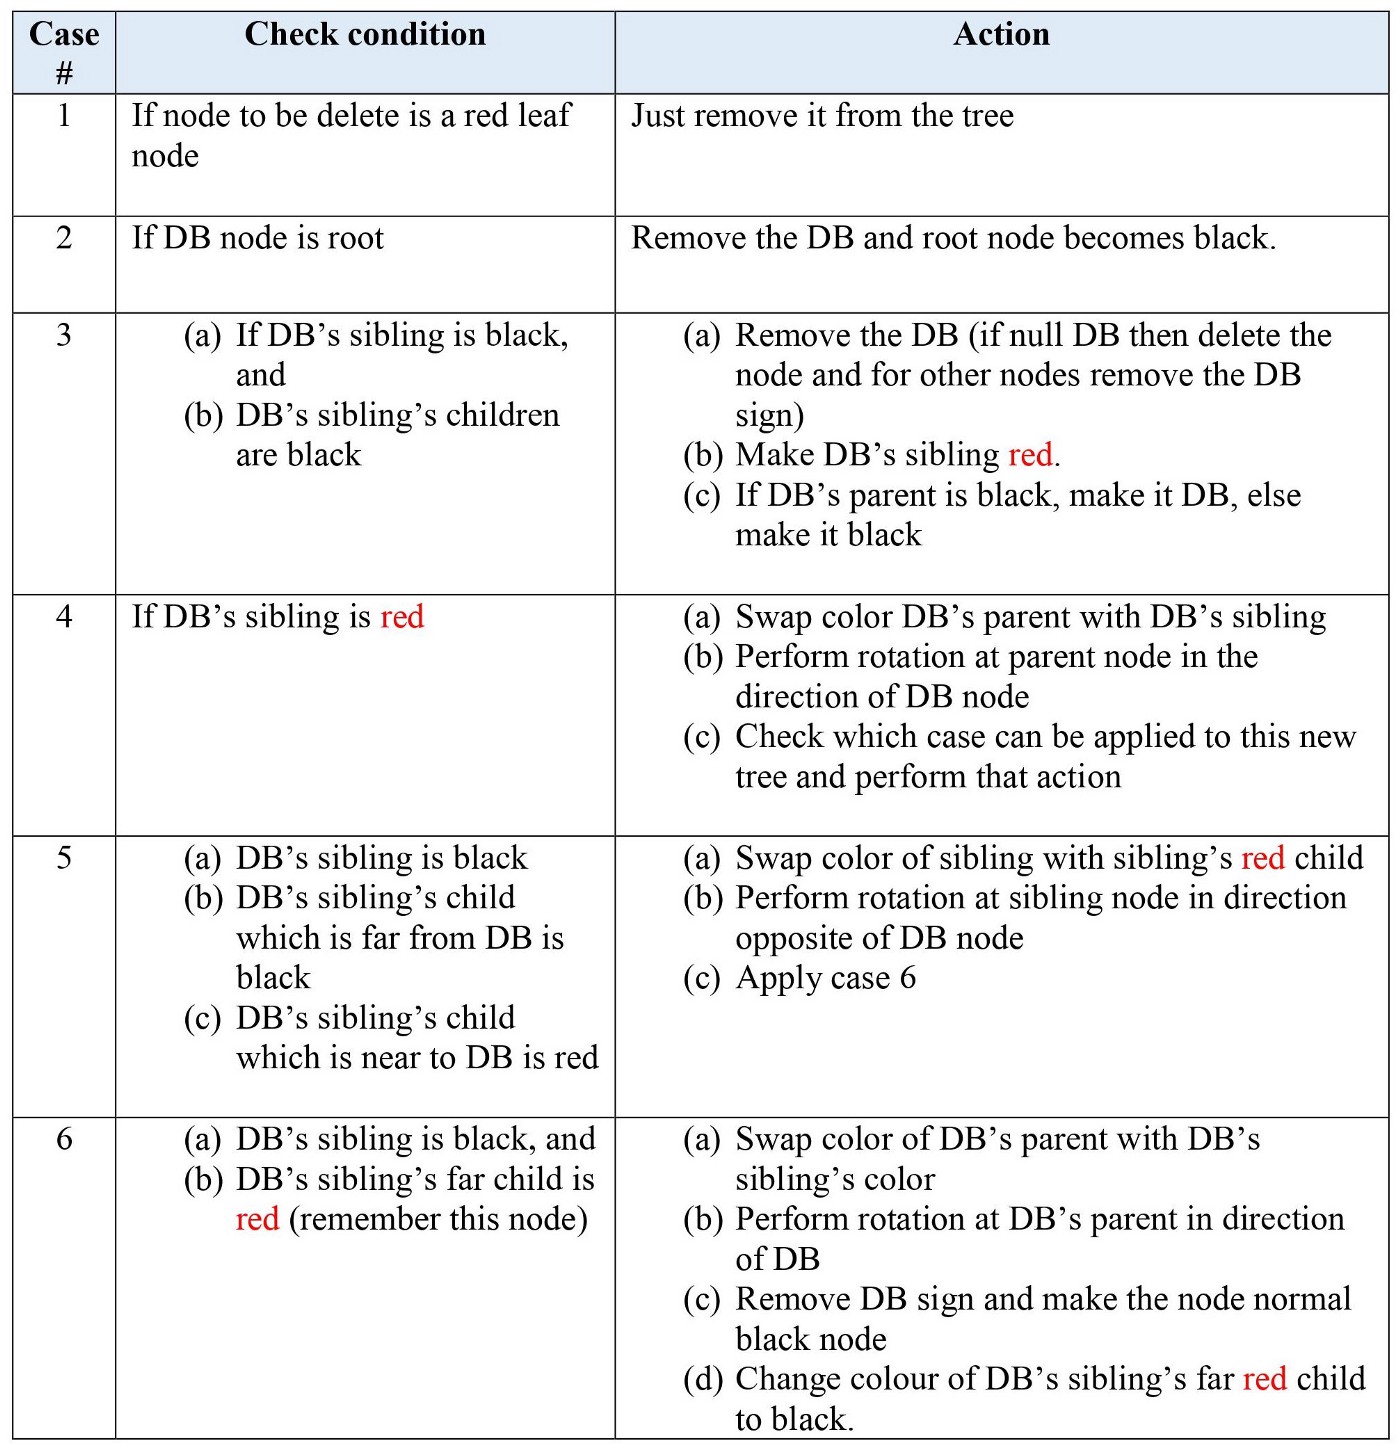 Case
#
Check condition
Action
1
If node to be delete is a red leaf
node
Just remove it from the tree
2
If DB node is root
Remove the DB and root node becomes black.
3
(a) If DB’s sibling is black,
and
(b) DB’s sibling’s children
are black
(a) Remove the DB (if null DB then delete the
node and for other nodes remove the DB
sign)
(b) Make DB’s sibling red.
(c) If DB’s parent is black, make it DB, else
make it black
4
If DB’s sibling is red
(a) Swap color DB’s parent with DB’s sibling
(b) Perform rotation at parent node in the
direction of DB node
(c) Check which case can be applied to this new
tree and perform that action
5
(a) DB’s sibling is black
(b) DB’s sibling’s child
which is far from DB is
black
(c) DB’s sibling’s child
which is near to DB is red
(a) Swap color of sibling with sibling’s red child
(b) Perform rotation at sibling node in direction
opposite of DB node
(c) Apply case 6
6
(a) DB’s sibling is black, and
(b) DB’s sibling’s far child is
red (remember this node)
(a) Swap color of DB’s parent with DB’s
sibling’s color
(b) Perform rotation at DB’s parent in direction
of DB
(c) Remove DB sign and make the node normal
black node
(d) Change colour of DB’s sibling’s far red child
to black.